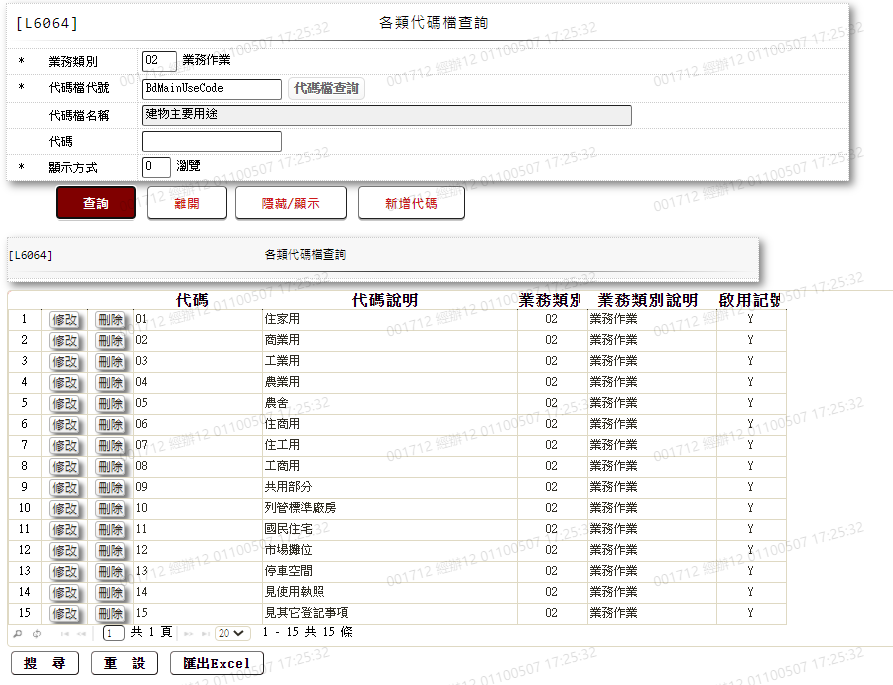 [L6064] 各類代碼檔查詢
* 業務類別 02 業務作業
* 代碼檔代號 BdMainUseCode 代碼檔查詢
代碼檔名稱 建物主要用途
代碼
* 顯示方式 0 瀏覽
查詢 離開 隱藏/顯示 新增代碼
[L6064] 各類代碼檔查詢
代碼 代碼說明 業務類別 業務類別說明 啟用記號
1 修改 刪除 01 住家用 02 業務作業 Y
2 修改 刪除 02 商業用 02 業務作業 Y
3 修改 刪除 03 工業用 02 業務作業 Y
4 修改 刪除 04 農業用 02 業務作業 Y
5 修改 刪除 05 農舍 02 業務作業 Y
6 修改 刪除 06 住商用 02 業務作業 Y
7 修改 刪除 07 住工用 02 業務作業 Y
8 修改 刪除 08 工商用 02 業務作業 Y
9 修改 刪除 09 共用部分 02 業務作業 Y
10 修改 刪除 10 列管標準廠房 02 業務作業 Y
11 修改 刪除 11 國民住宅 02 業務作業 Y
12 修改 刪除 12 市場攤位 02 業務作業 Y
13 修改 刪除 13 停車空間 02 業務作業 Y
14 修改 刪除 14 見使用執照 02 業務作業 Y
15 修改 刪除 15 見其它登記事項 02 業務作業 Y
1 共 1 頁 20 1 - 15 共 15 條
搜 尋 重 設 匯出Excel
001712 經辦12 01100507 17:25:32